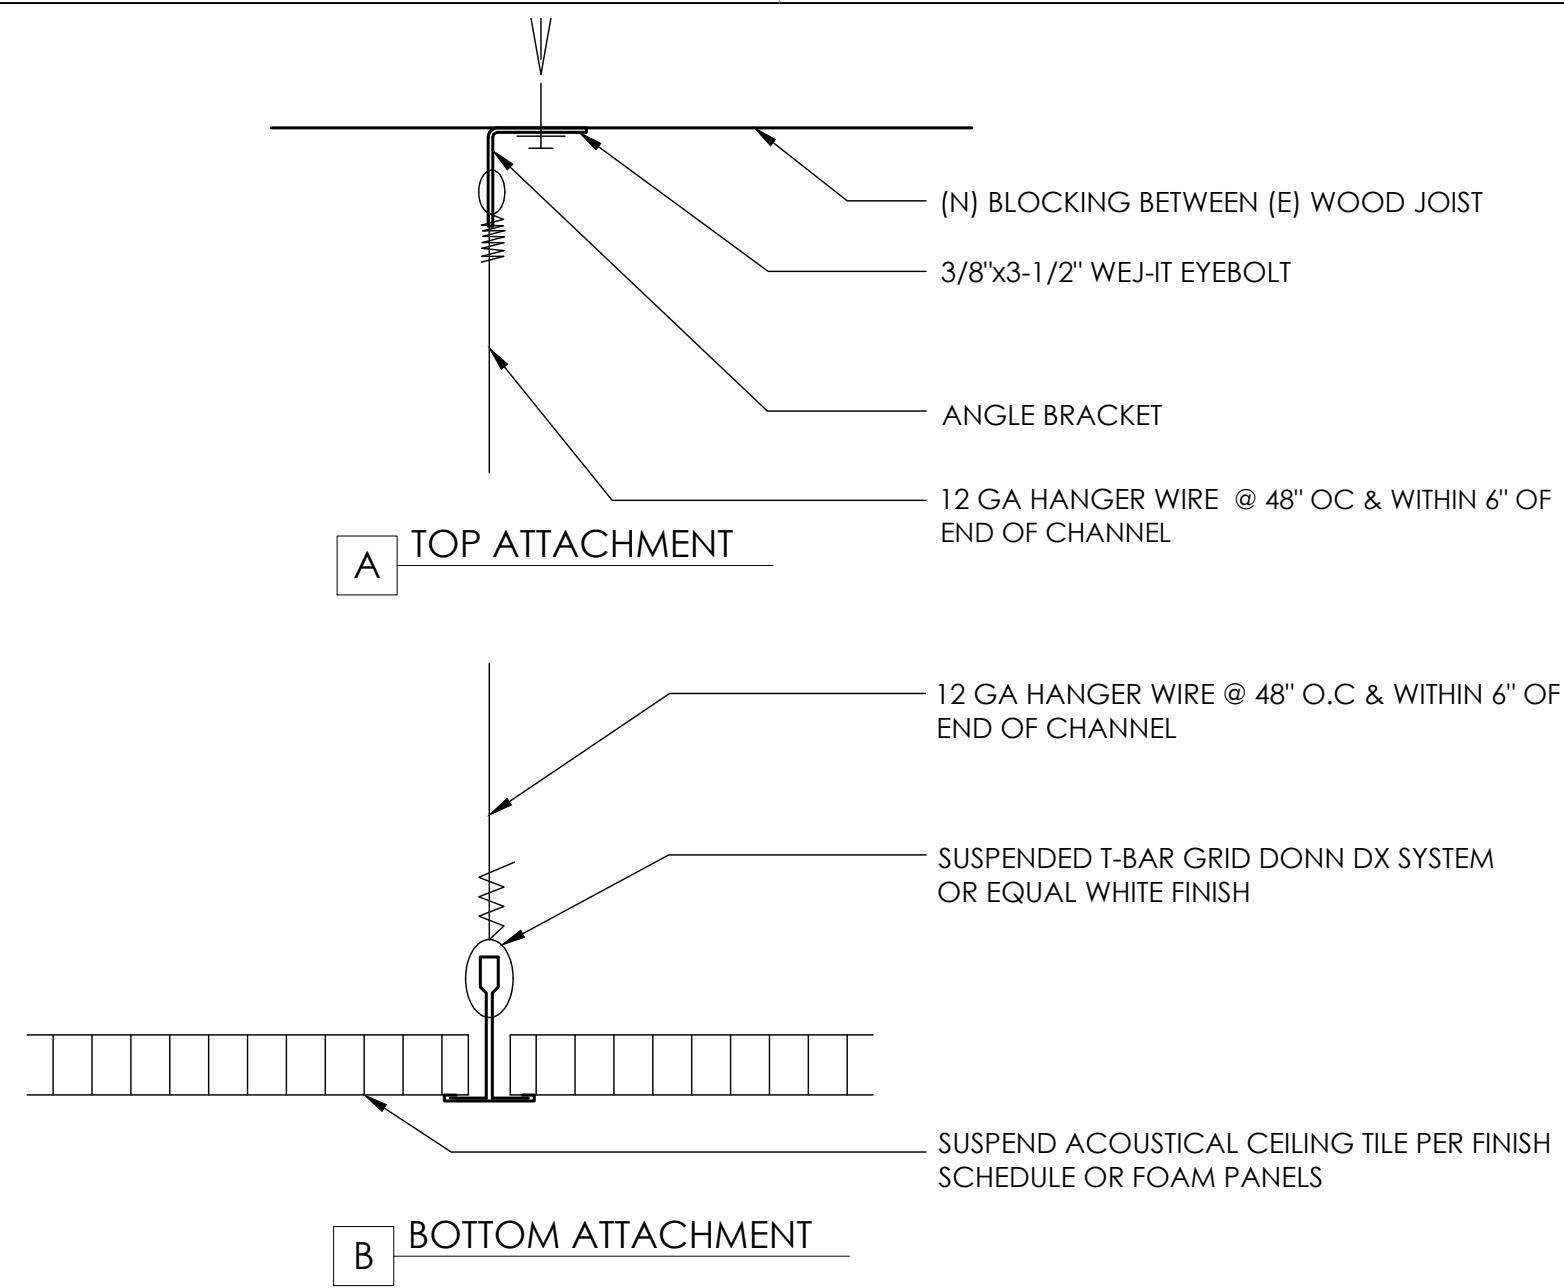 (N) BLOCKING BETWEEN (E) WOOD JOIST
3/8"x3-1/2" WEJ-IT EYEBOLT
ANGLE BRACKET
12 GA HANGER WIRE @ 48" OC & WITHIN 6" OF
END OF CHANNEL
A TOP ATTACHMENT
12 GA HANGER WIRE @ 48" O.C & WITHIN 6" OF
END OF CHANNEL
SUSPENDED T-BAR GRID DONN DX SYSTEM
OR EQUAL WHITE FINISH
SUSPEND ACOUSTICAL CEILING TILE PER FINISH
SCHEDULE OR FOAM PANELS
B BOTTOM ATTACHMENT